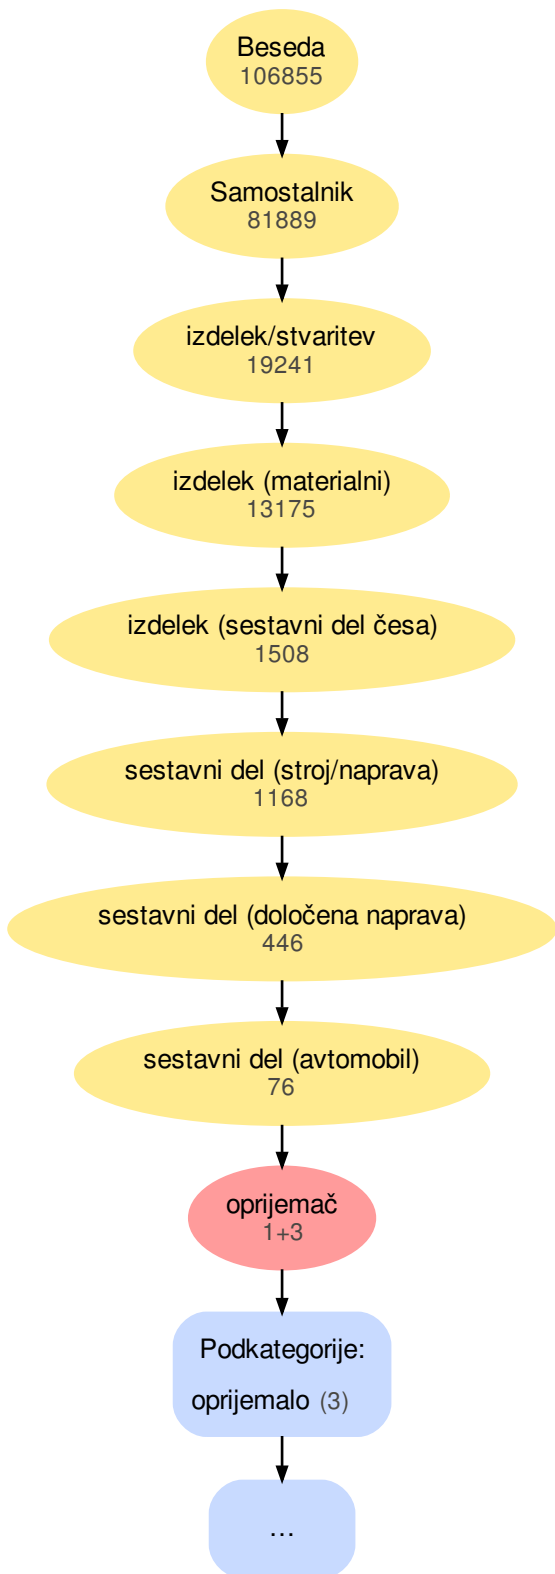 Beseda
106855
Samostalnik
81889
izdelek/stvaritev
19241
izdelek (materialni)
13175
izdelek (sestavni del česa)
1508
sestavni del (stroj/naprava)
1168
sestavni del (določena naprava)
446
sestavni del (avtomobil)
76
oprijemač
1+3
Podkategorije:
oprijemalo (3)
...